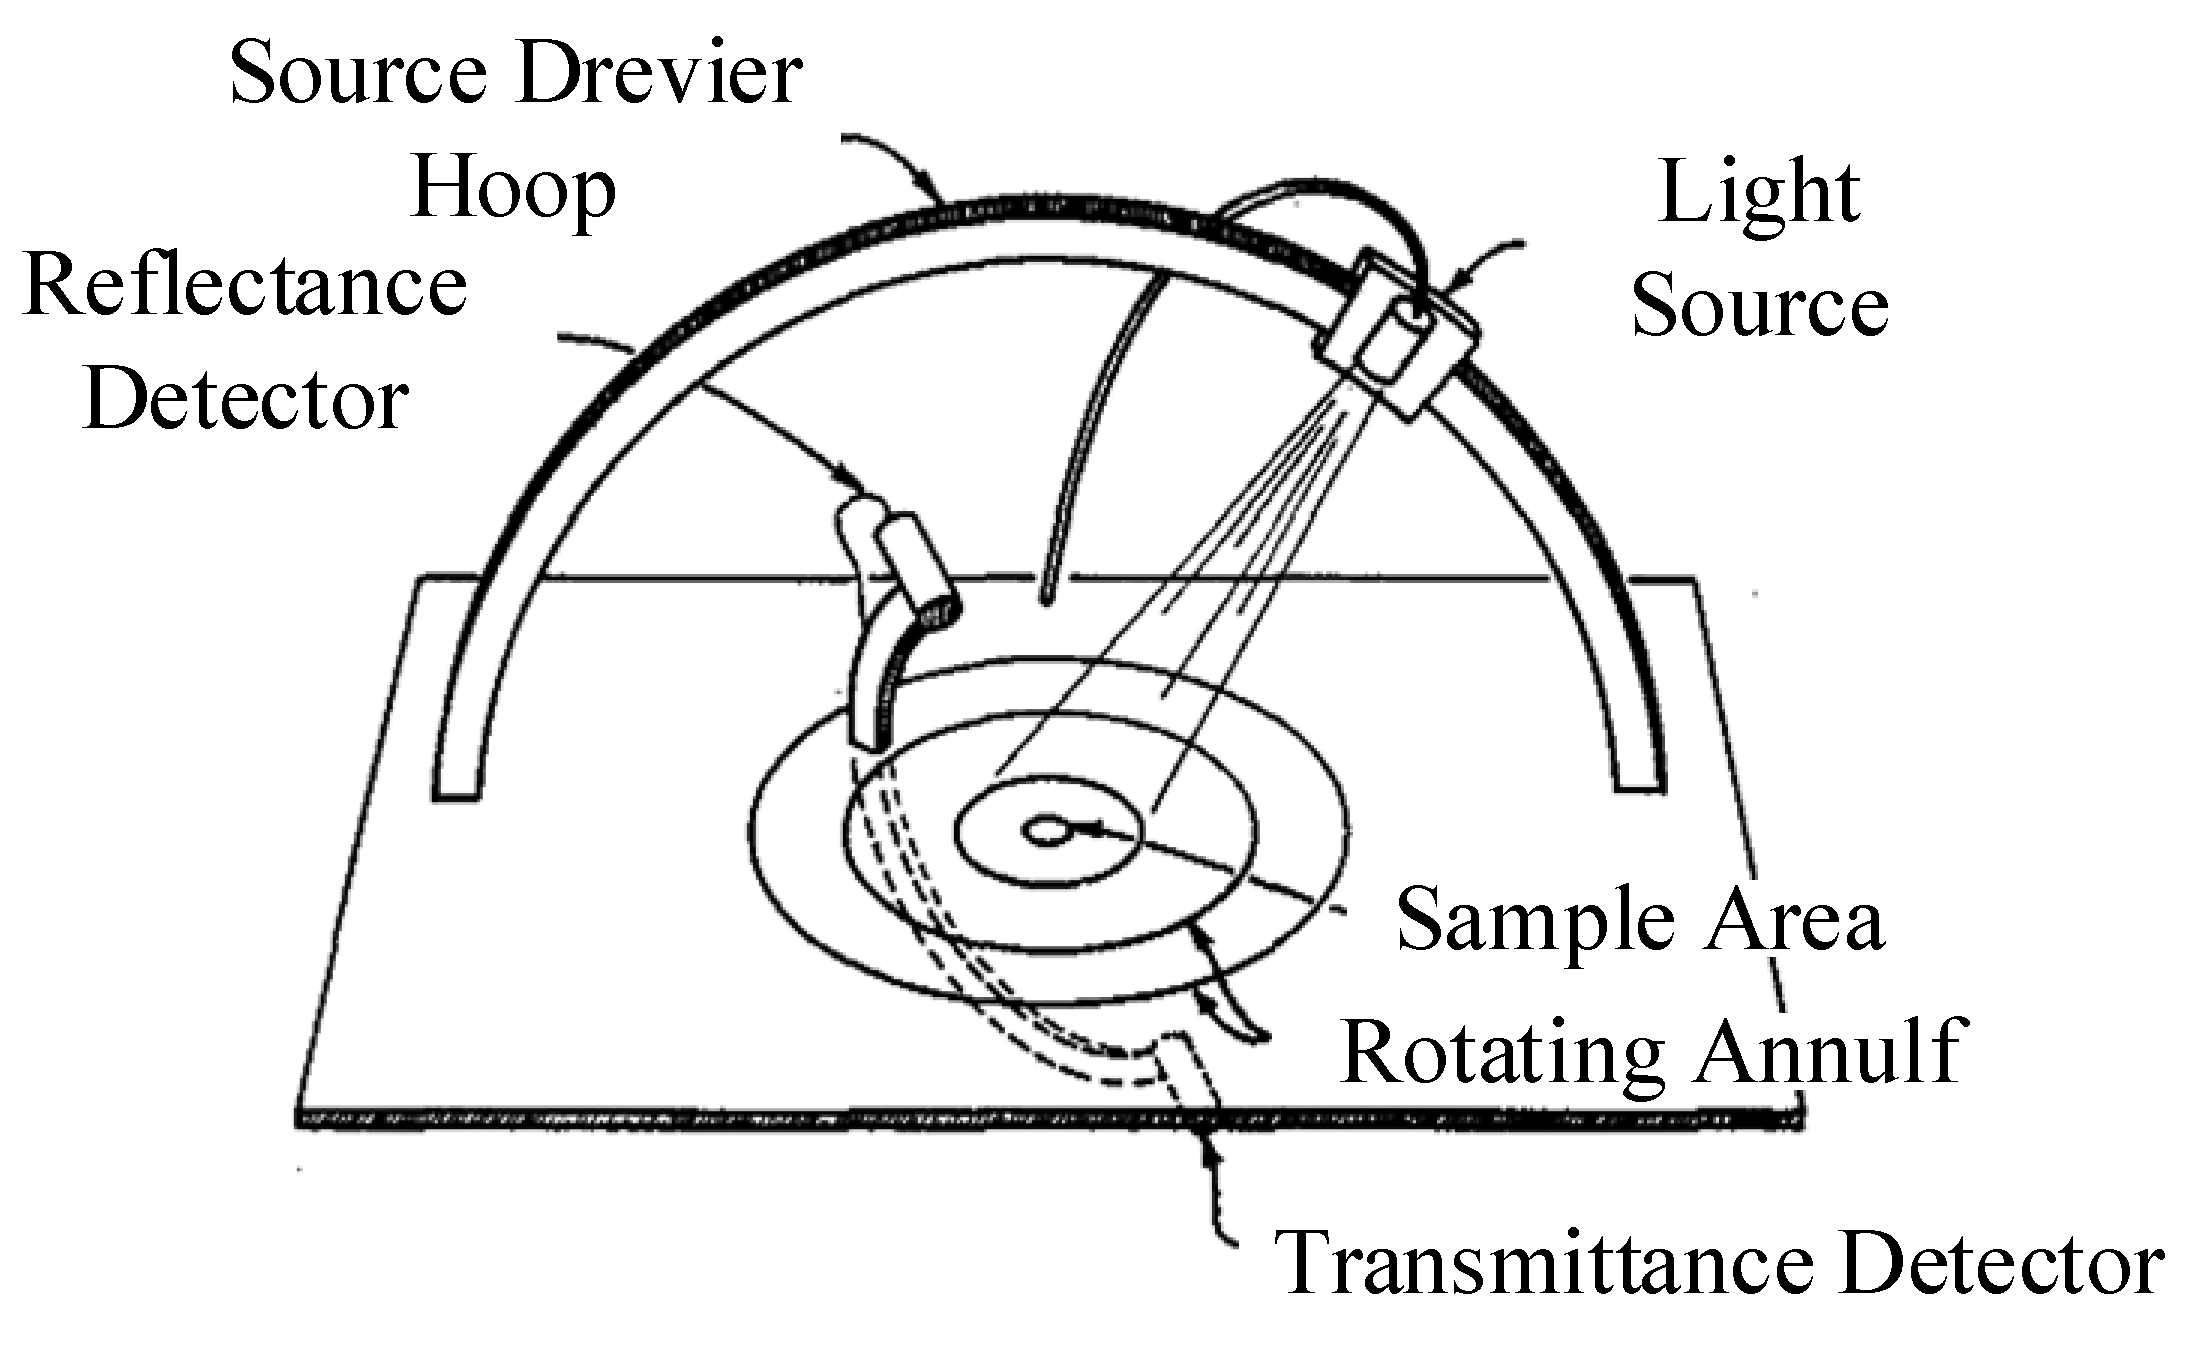 Source Drevier
Hoop
Reflectance
Detector
Light
Source
Sample Area
Rotating Annulf
Transmittance Detector